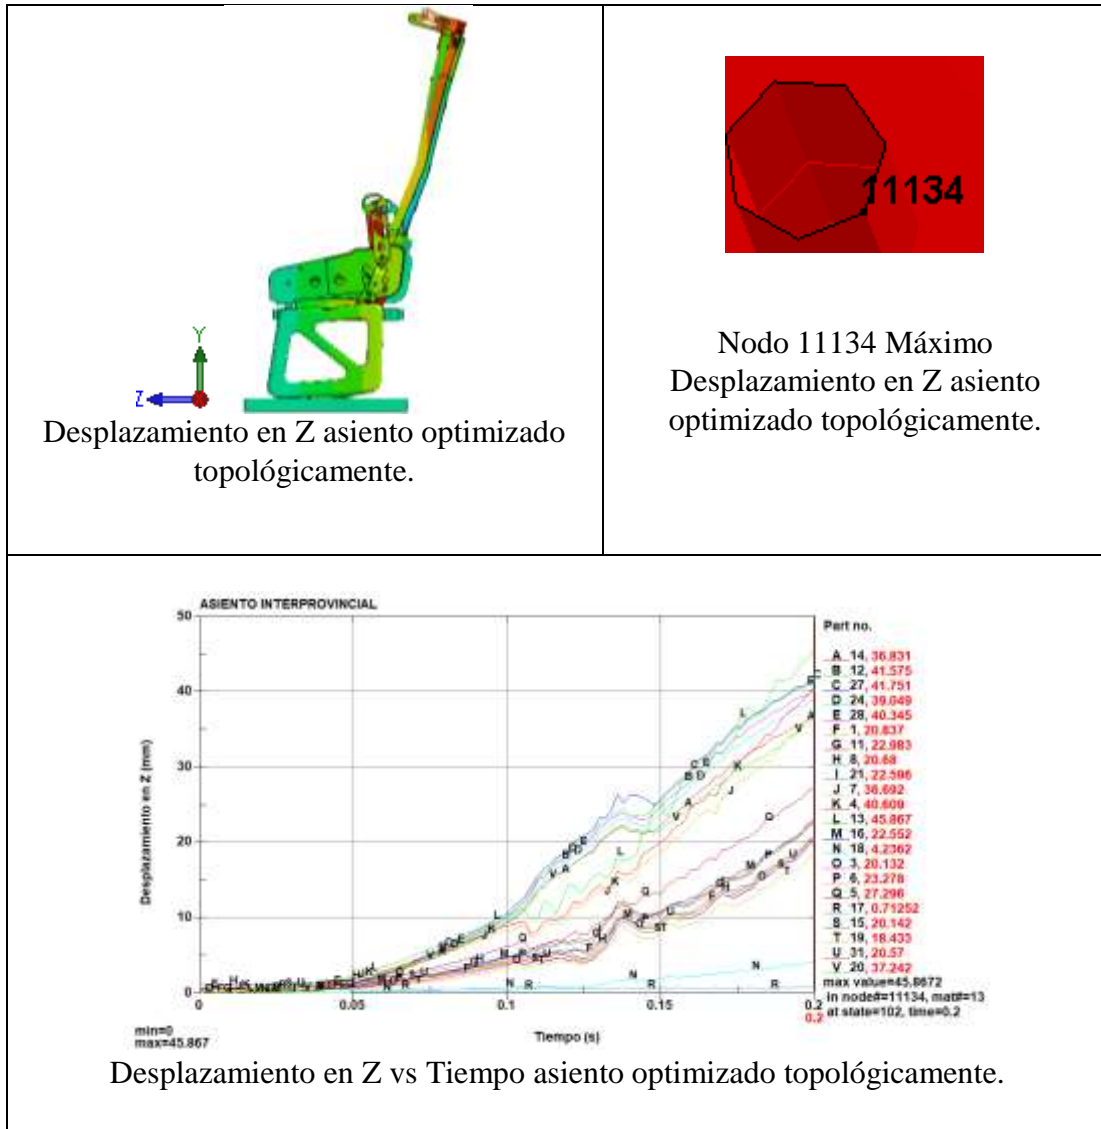 Y
Z
Desplazamiento en Z asiento optimizado
topológicamente.
11134
Nodo 11134 Máximo
Desplazamiento en Z asiento
optimizado topológicamente.
ASIENTO INTERPROVINCIAL
Desplazamiento en Z (mm)
50
40
30
20
10
0
0
0.05
0.1
0.15
0.2
0.2
Tiempo (s)
min=0
max=45.867
Part no.
A 14, 36.831
B 12, 41.575
C 27, 41.751
D 24, 39.049
E 28, 40.345
F 1, 20.837
G 11, 22.983
H 8, 20.68
I 21, 22.596
J 7, 36.692
K 4, 40.609
L 13, 45.867
M 16, 22.552
N 18, 4.2362
O 3, 20.132
P 6, 23.278
Q 5, 27.296
R 17, 0.71252
S 15, 20.142
T 19, 18.433
U 31, 20.57
V 20, 37.242
max value=45.8672
in node#=11134, mat#=13
at state=102, time=0.2
Desplazamiento en Z vs Tiempo asiento optimizado topológicamente.